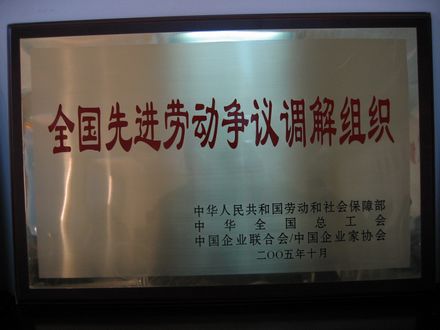 全国先进劳动争议调解组织
中华人民共和国劳动和社会保障部
中华全国总工会
中国企业联合会/中国企业家协会
二OO五年十月